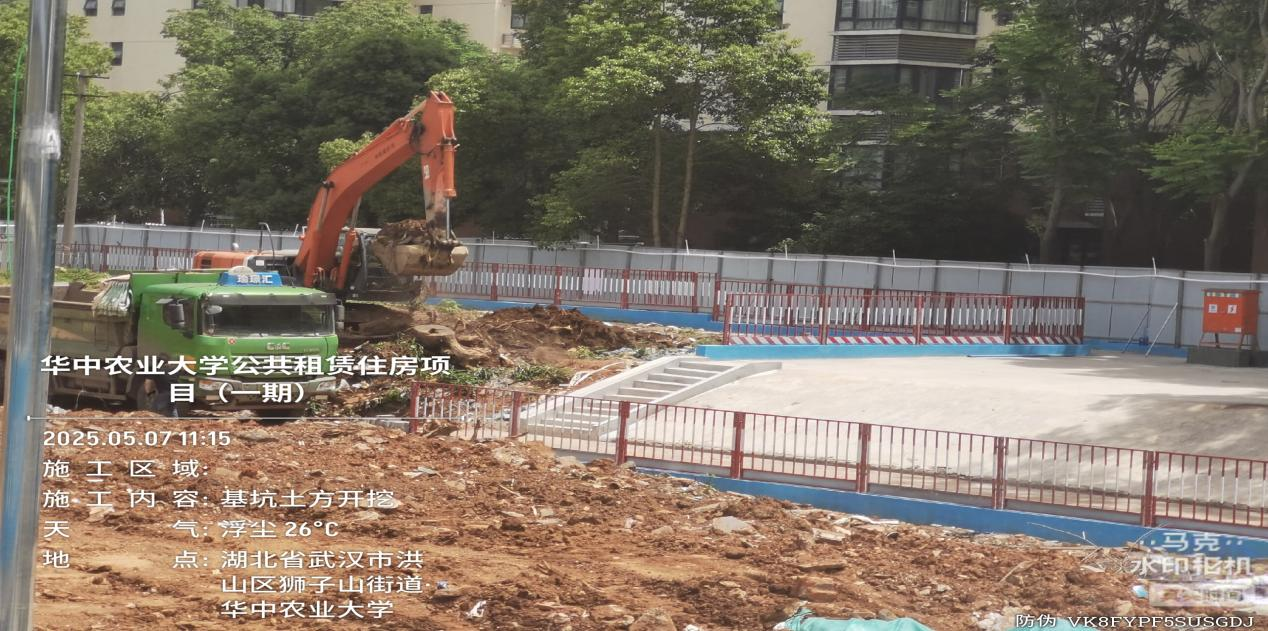 瑞璟汇
华中农业大学公共租赁住房项
目（一期）
2025.05.07 11:15
施工区域:
施工内容: 基坑土方开挖
天气: 浮尘 26°C
地点: 湖北省武汉市洪
山区狮子山街道·
华中农业大学
马克
水印相机
防伪 VK8FYPF5SUSGDJ